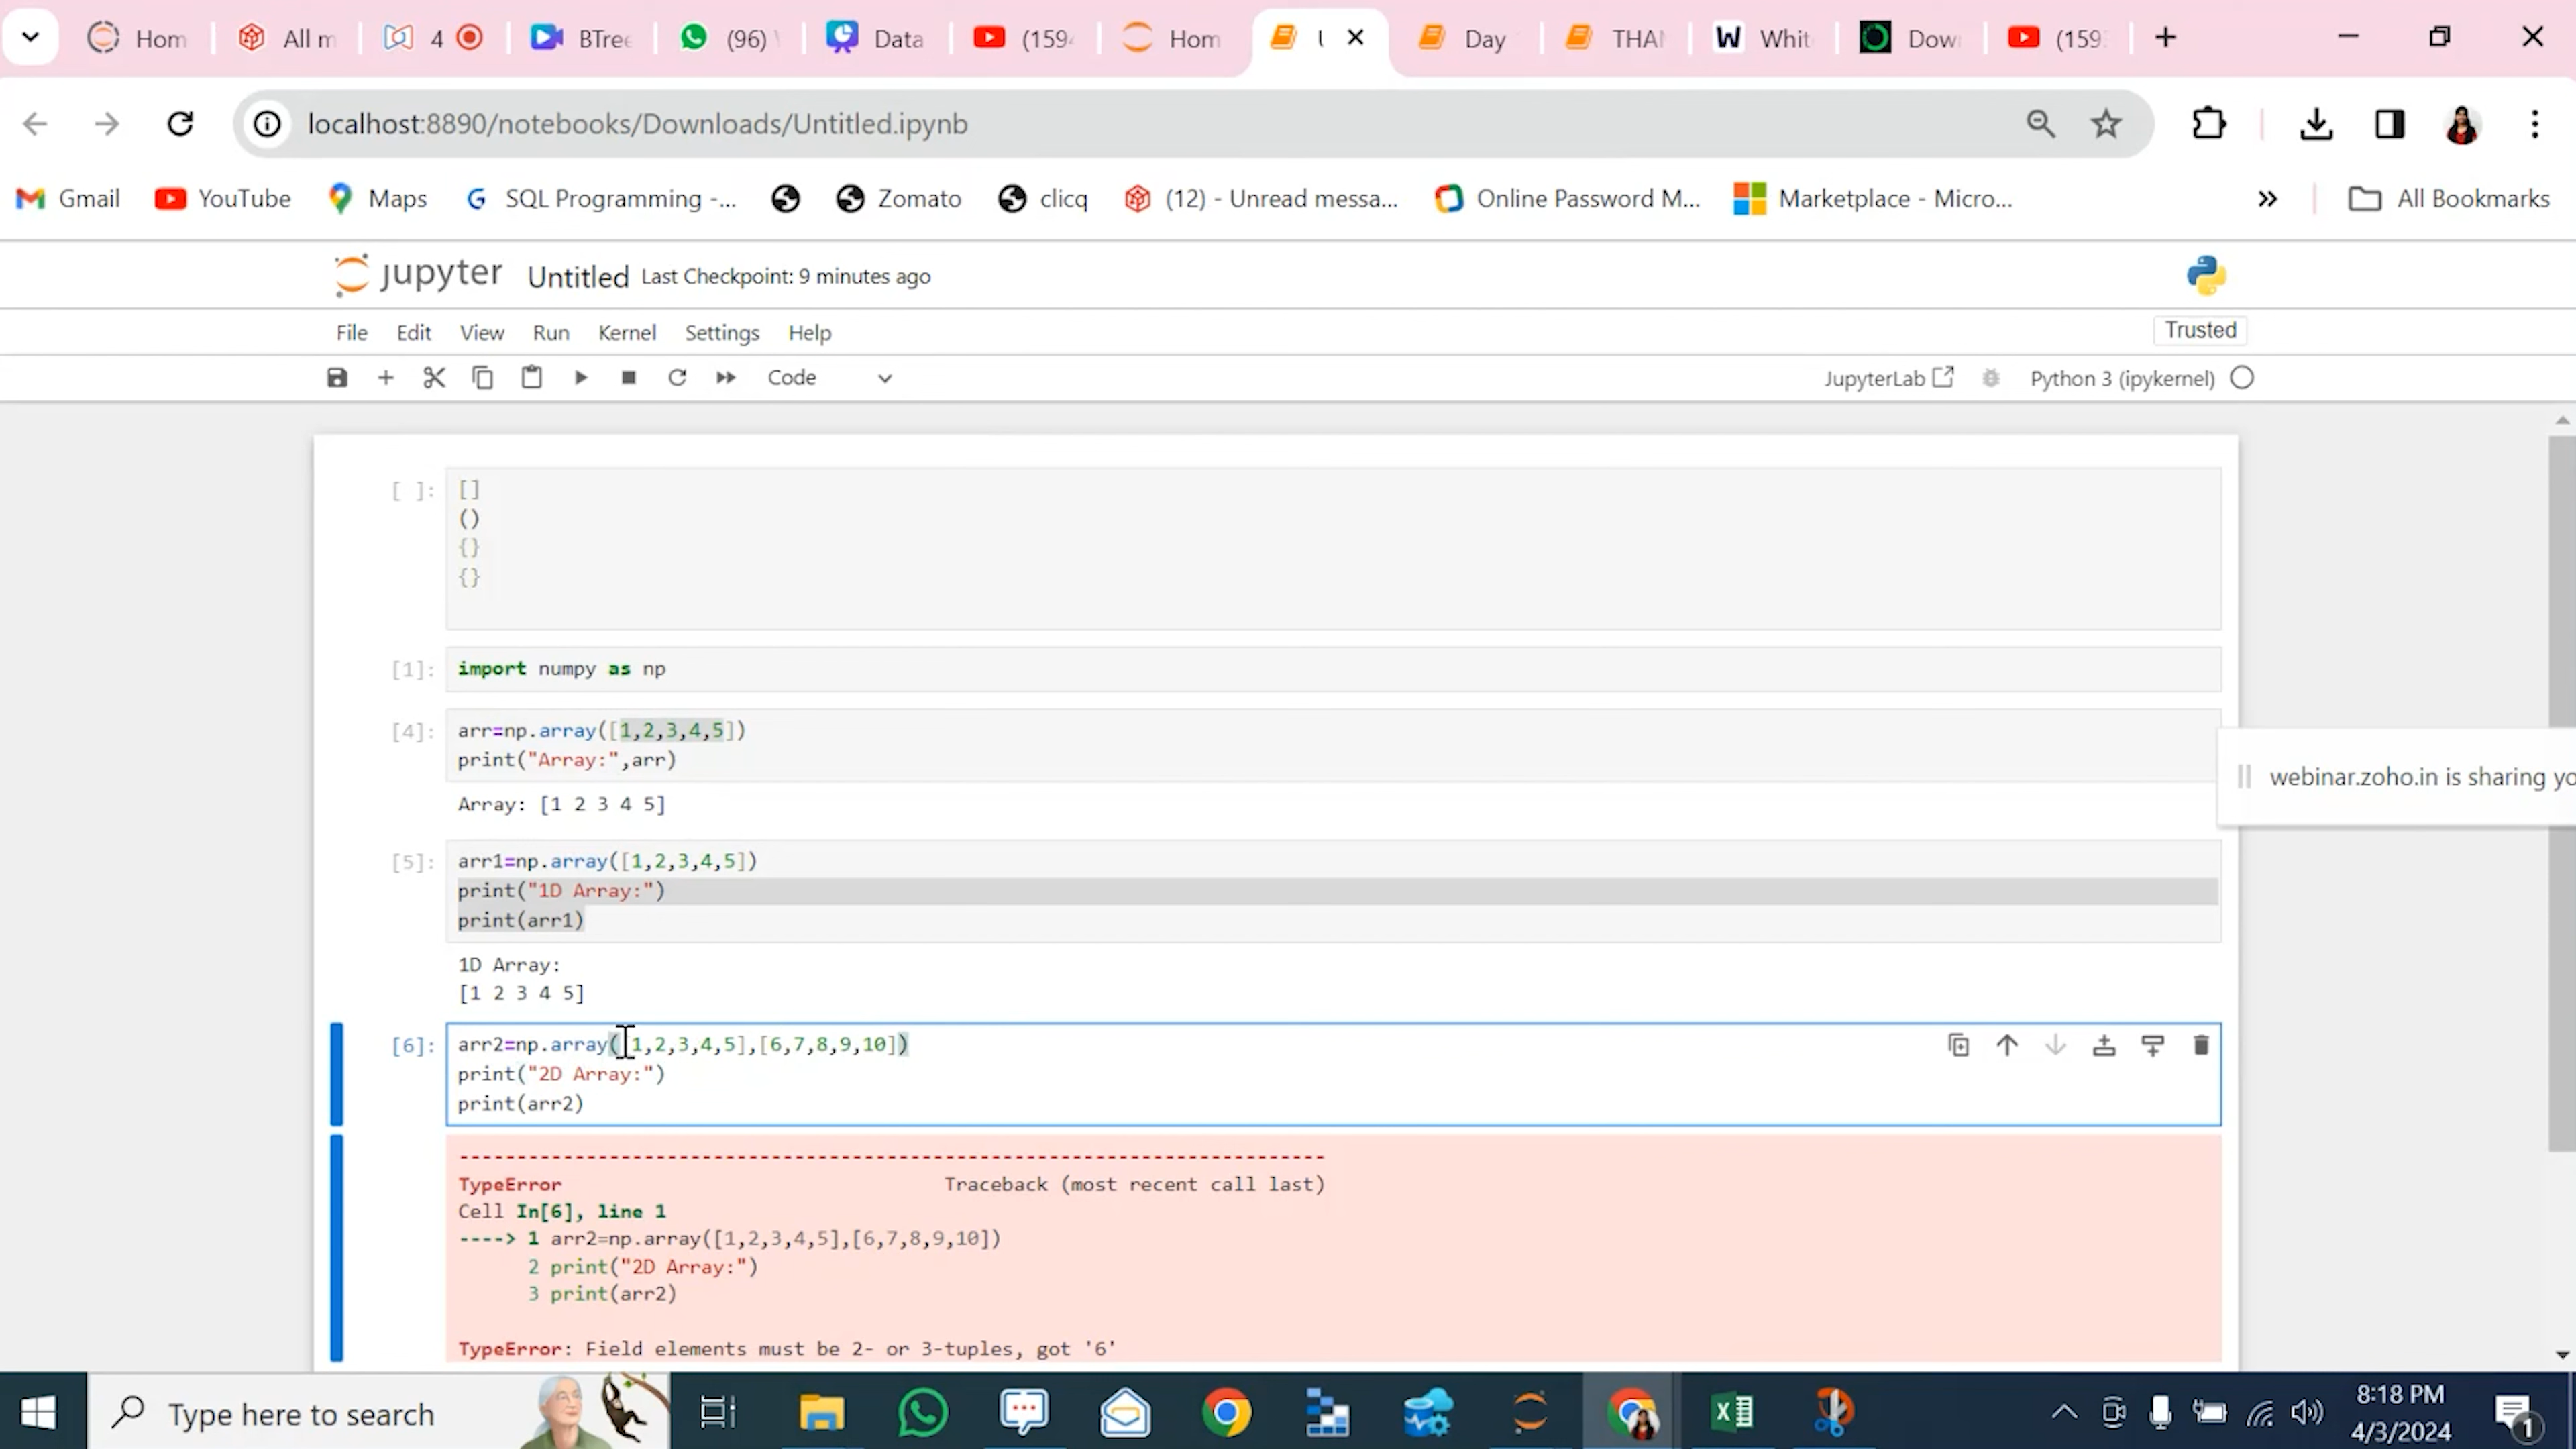 Hom
All m
4
BTree
(96)
Data
(159
Hom
Day
THA
W Whit
Dow
(159
localhost:8890/notebooks/Downloads/Untitled.ipynb
Gmail YouTube Maps SQL Programming -... Zomato clicq (12) - Unread messa... Online Password M... Marketplace - Micro... » All Bookmarks
jupyter Untitled Last Checkpoint: 9 minutes ago
File Edit View Run Kernel Settings Help
Trusted
Code
JupyterLab Python 3 (ipykernel)
[ ]: []
()
{}
{}
[1]: import numpy as np
[4]: arr=np.array([1,2,3,4,5])
print("Array:",arr)
Array: [1 2 3 4 5]
webinar.zoho.in is sharing yo
[5]: arr1=np.array([1,2,3,4,5])
print("1D Array:")
print(arr1)
1D Array:
[1 2 3 4 5]
[6]: arr2=np.array([1,2,3,4,5],[6,7,8,9,10])
print("2D Array:")
print(arr2)
---------------------------------------------------------------------------
TypeError Traceback (most recent call last)
Cell In[6], line 1
----> 1 arr2=np.array([1,2,3,4,5],[6,7,8,9,10])
2 print("2D Array:")
3 print(arr2)
TypeError: Field elements must be 2- or 3-tuples, got '6'
Type here to search
8:18 PM
4/3/2024
1